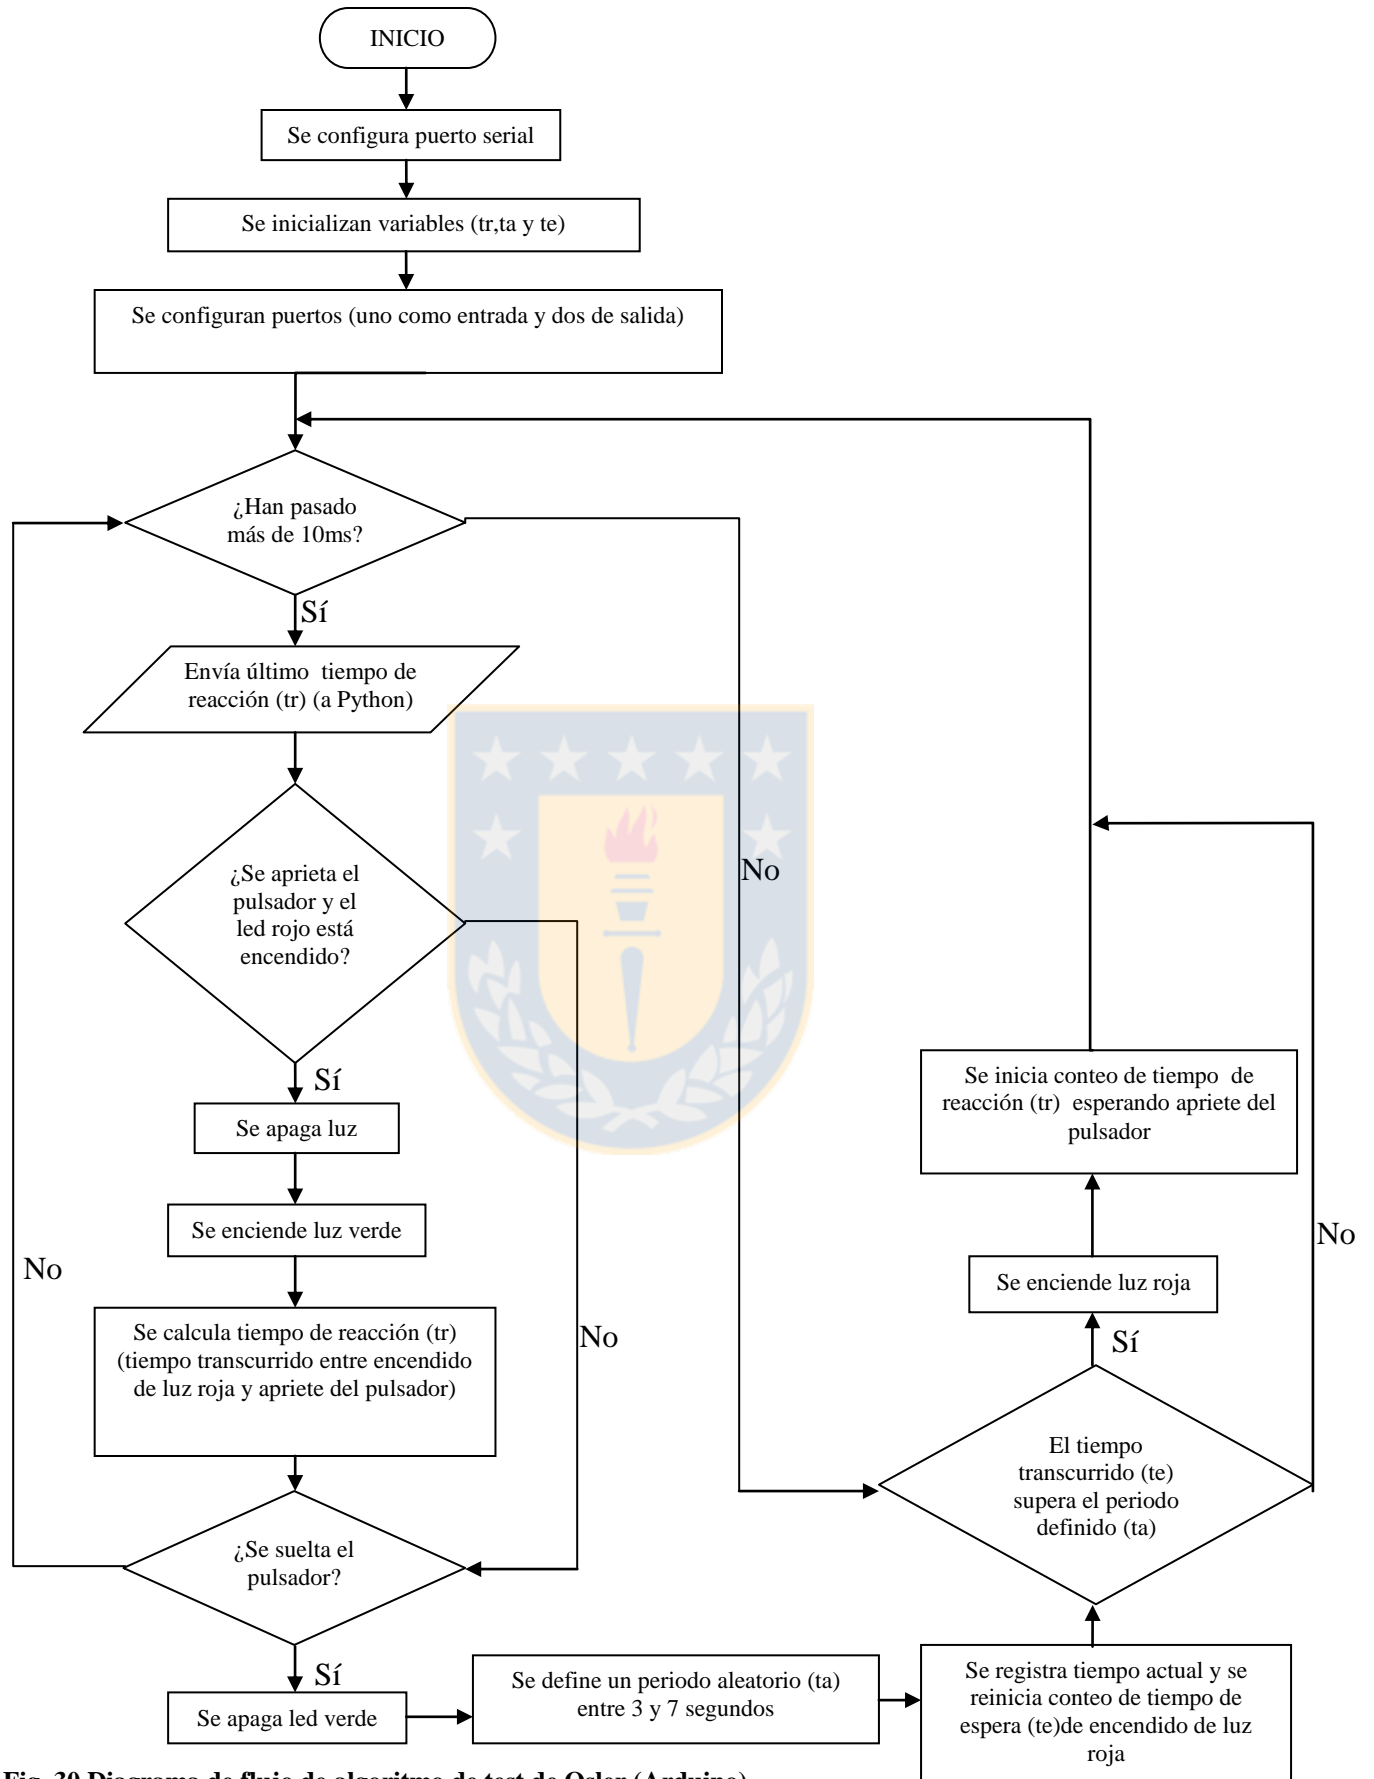 INICIO
Se configura puerto serial
Se inicializan variables (tr,ta y te)
Se configuran puertos (uno como entrada y dos de salida)
¿Han pasado
más de 10ms?
Sí
Envía último tiempo de
reacción (tr) (a Python)
¿Se aprieta el
pulsador y el
led rojo está
encendido?
No
Sí
Se apaga luz
Se enciende luz verde
No
Se calcula tiempo de reacción (tr)
(tiempo transcurrido entre encendido
de luz roja y apriete del pulsador)
No
¿Se suelta el
pulsador?
Sí
Se apaga led verde
Se define un periodo aleatorio (ta)
entre 3 y 7 segundos
Se registra tiempo actual y se
reinicia conteo de tiempo de
espera (te)de encendido de luz
roja
El tiempo
transcurrido (te)
supera el periodo
definido (ta)
Sí
No
Se enciende luz roja
Se inicia conteo de tiempo de
reacción (tr) esperando apriete del
pulsador
Fig. 30 Diagrama de flujo de algoritmo de test de Osler (Arduino)